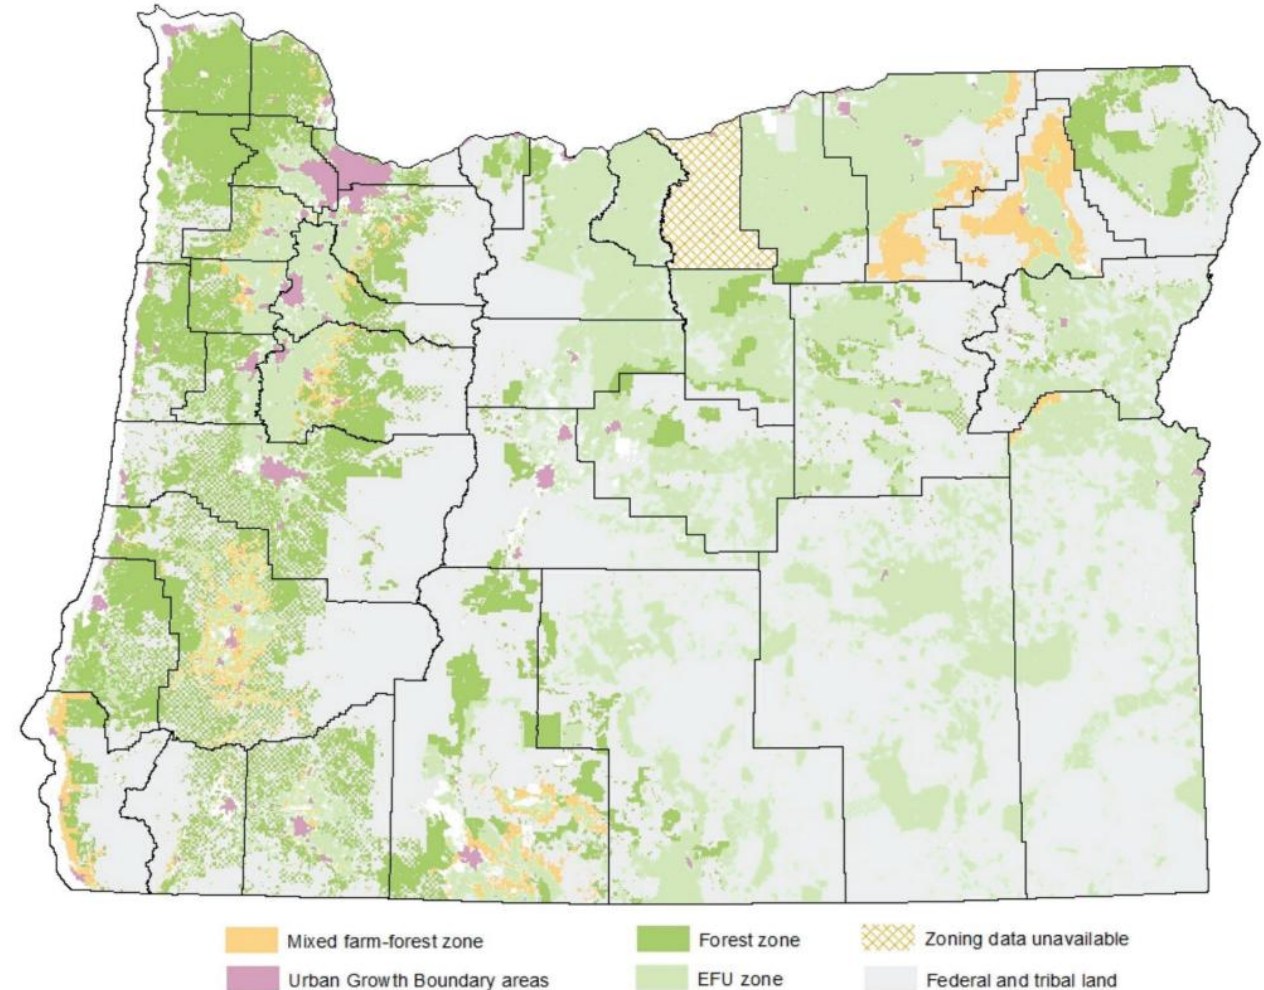 Mixed farm-forest zone
Forest zone
Zoning data unavailable
Urban Growth Boundary areas
EFU zone
Federal and tribal land